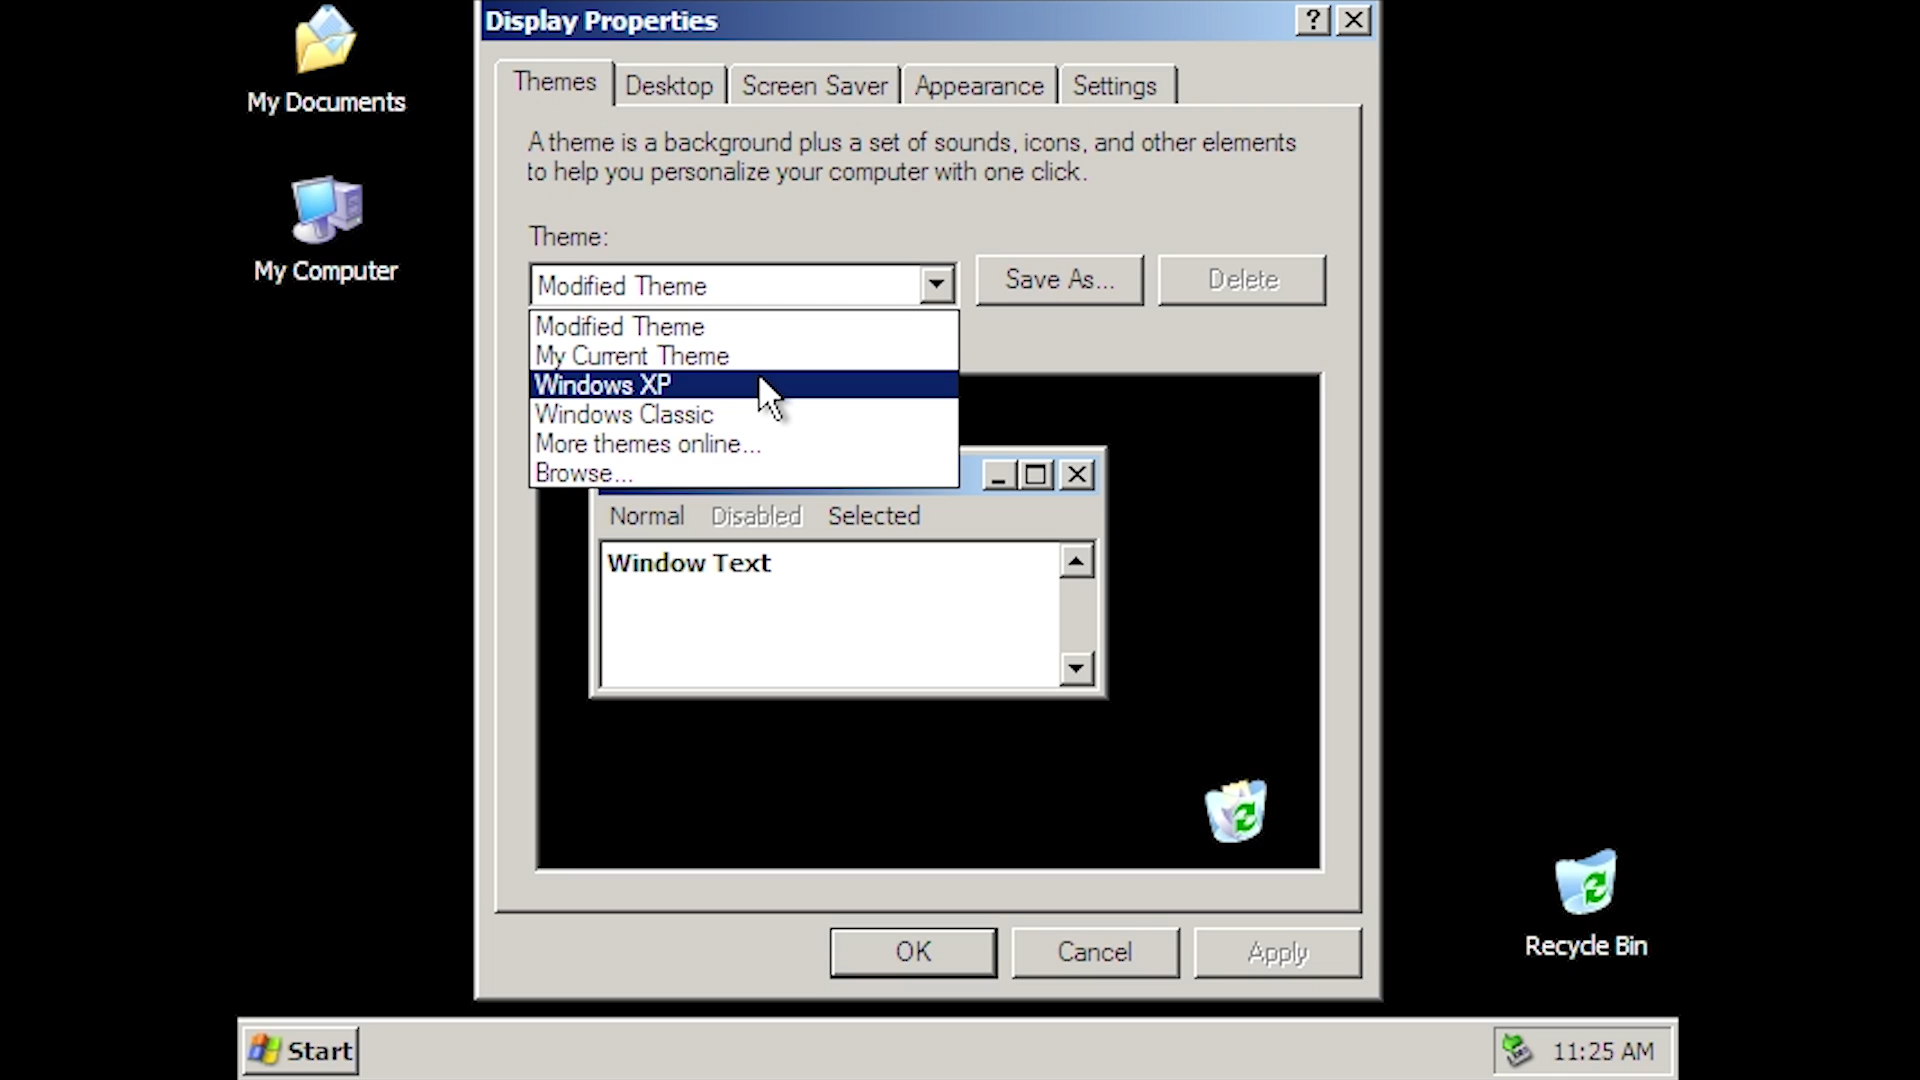 My Documents
My Computer
Display Properties
Themes
Desktop
Screen Saver
Appearance
Settings
A theme is a background plus a set of sounds, icons, and other elements
to help you personalize your computer with one click.
Theme:
Modified Theme
Save As...
Delete
Modified Theme
My Current Theme
Windows XP
Windows Classic
More themes online...
Browse...
Normal Disabled Selected
Window Text
OK
Cancel
Apply
Recycle Bin
Start
11:25 AM